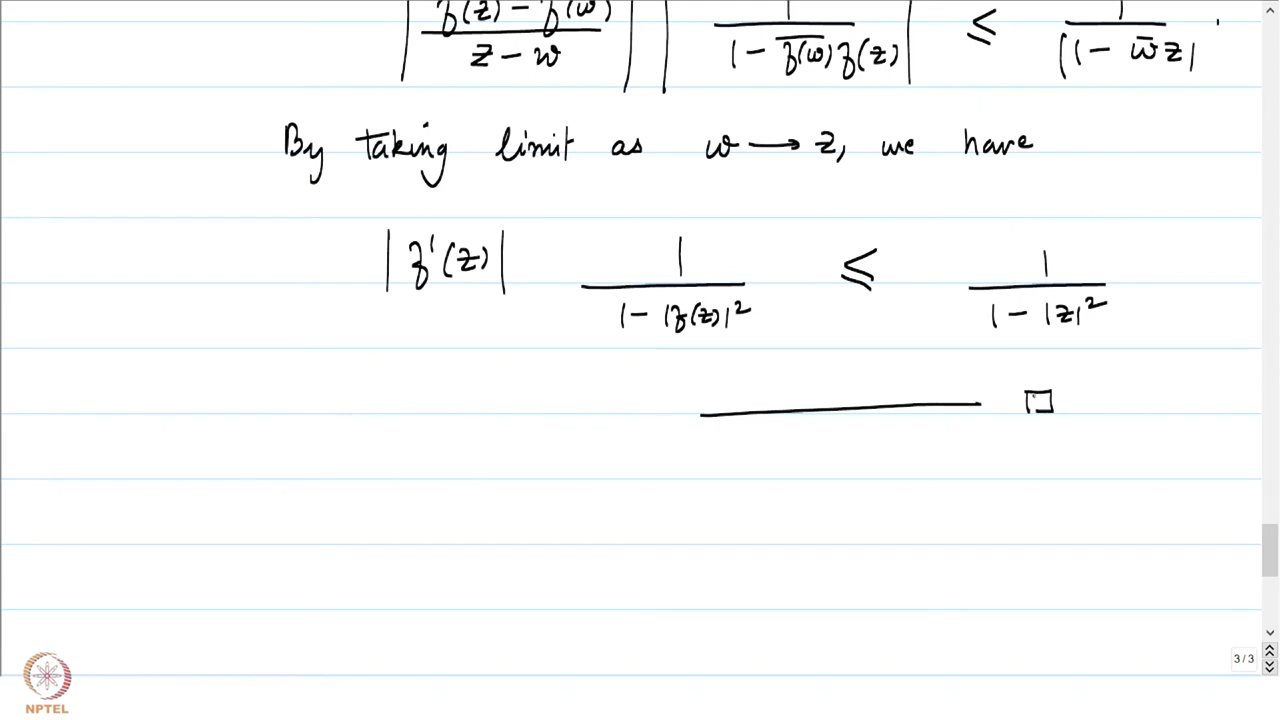 | (f(z) − f(w)) / (z − w) | | 1 / (1 − \overline{f(w)} f(z)) | ≤ 1 / |1 − w̄ z| .
By taking limit as w → z, we have
|f'(z)| 1 / (1 − |f(z)|²) ≤ 1 / (1 − |z|²)
3 / 3
NPTEL